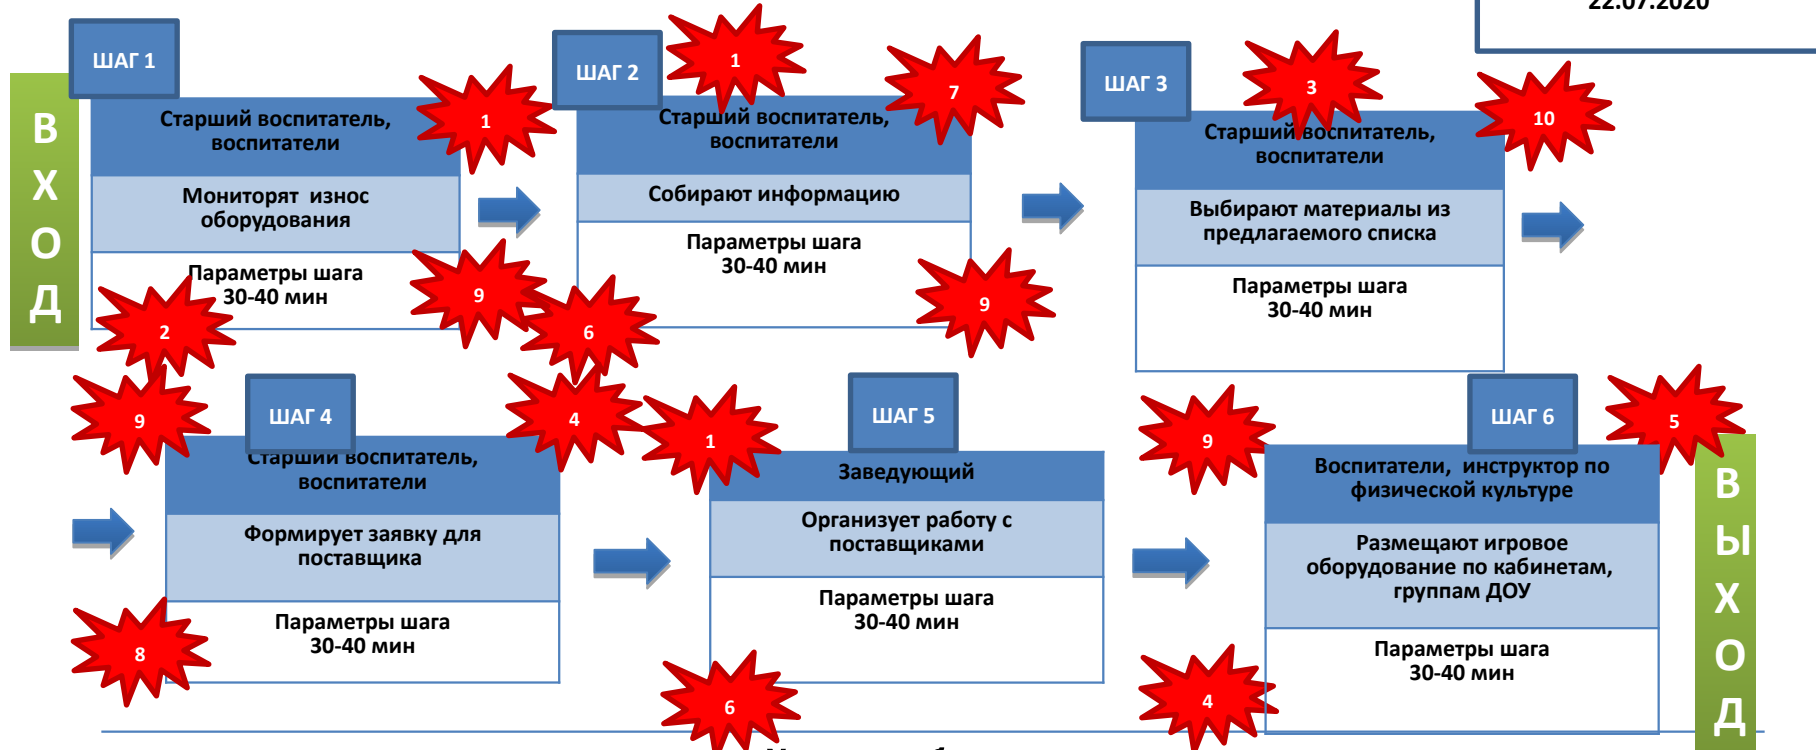 22.07.2020
ВХОД
ШАГ 1
1
Старший воспитатель,
воспитатели
Мониторят износ
оборудования
Параметры шага
30-40 мин
2
9
ШАГ 2
1
7
Старший воспитатель,
воспитатели
Собирают информацию
Параметры шага
30-40 мин
6
9
ШАГ 3
3
10
Старший воспитатель,
воспитатели
Выбирают материалы из
предлагаемого списка
Параметры шага
30-40 мин
9
ШАГ 4
4
Старший воспитатель,
воспитатели
Формирует заявку для
поставщика
Параметры шага
30-40 мин
8
1
ШАГ 5
Заведующий
Организует работу с
поставщиками
Параметры шага
30-40 мин
6
9
ШАГ 6
5
Воспитатели, инструктор по
физической культуре
Размещают игровое
оборудование по кабинетам,
группам ДОУ
Параметры шага
30-40 мин
4
ВЫХОД